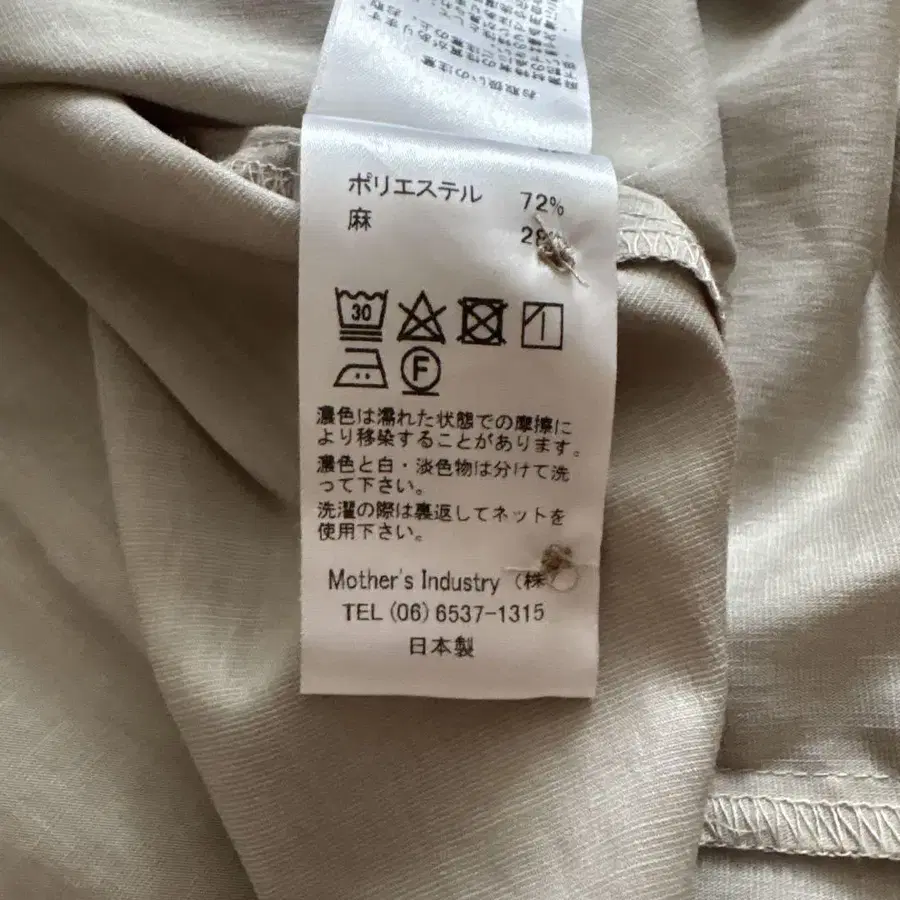 ポリエステル 72%
麻
30
F
濃色は濡れた状態での摩擦に
より移染することがあります。
濃色と白・淡色物は分けて洗
って下さい。
洗濯の際は裏返してネットを
使用下さい。
Mother's Industry (株)
TEL (06) 6537-1315
日本製